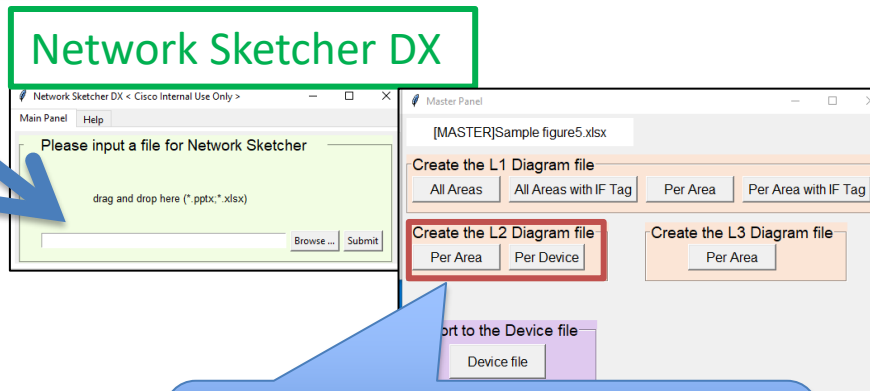 Network Sketcher DX
Network Sketcher DX < Cisco Internal Use Only >
Main Panel Help
Please input a file for Network Sketcher
drag and drop here (*.pptx;*.xlsx)
Browse ... Submit
Master Panel
[MASTER]Sample figure5.xlsx
Create the L1 Diagram file
All Areas All Areas with IF Tag Per Area Per Area with IF Tag
Create the L2 Diagram file
Per Area Per Device
Create the L3 Diagram file
Per Area
ort to the Device file
Device file